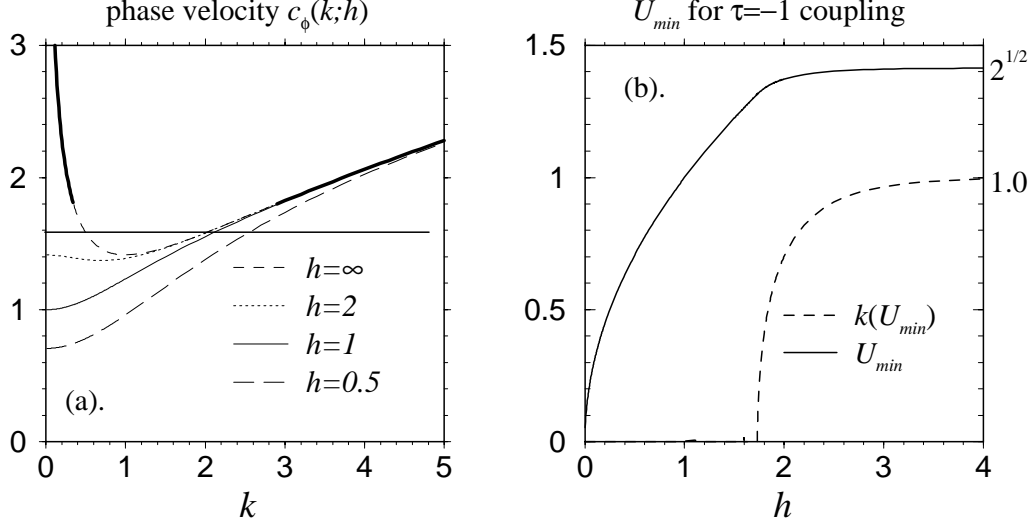 phase velocity c_ϕ(k;h)
3
2
1
0
0 1 2 3 4 5
k
h=∞
h=2
h=1
h=0.5
(a).
U_min for τ=−1 coupling
1.5
1
0.5
0
0 1 2 3 4
h
2^1/2
1.0
(b).
k(U_min)
U_min